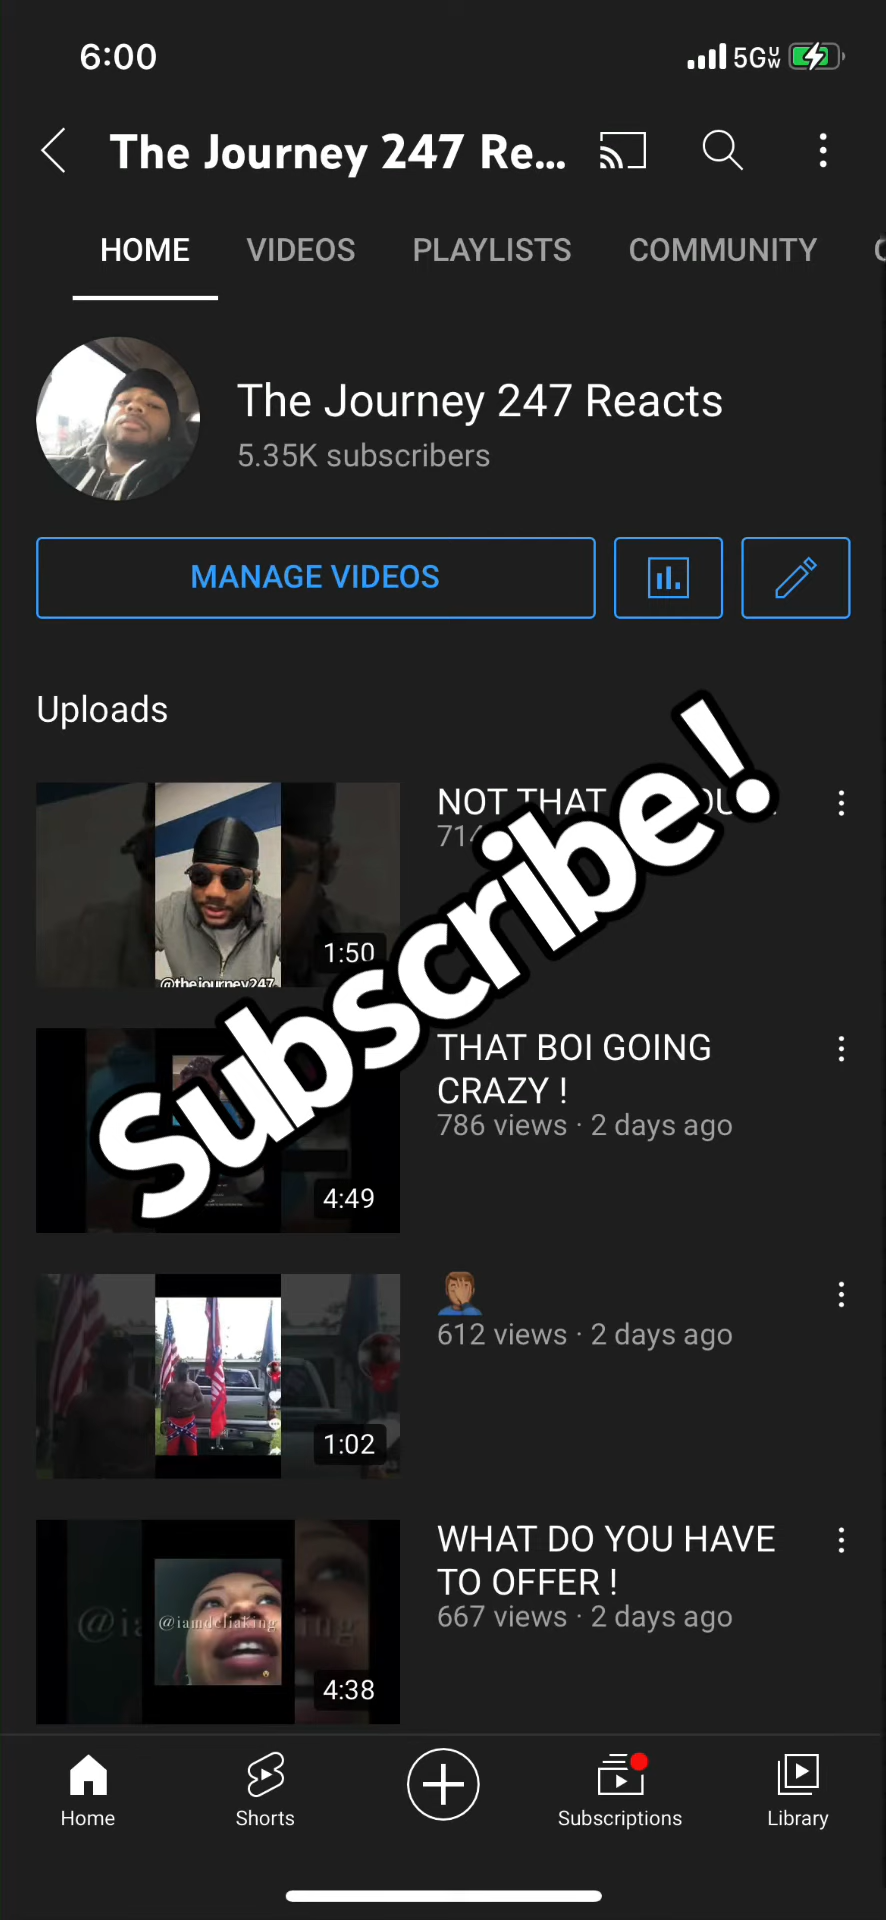 6:00
5G UW
The Journey 247 Re...
HOME
VIDEOS
PLAYLISTS
COMMUNITY
The Journey 247 Reacts
5.35K subscribers
MANAGE VIDEOS
Uploads
Subscribe!
NOT THAT
714
1:50
@thejourney247
THAT BOI GOING
CRAZY !
786 views · 2 days ago
4:49
612 views · 2 days ago
1:02
WHAT DO YOU HAVE
TO OFFER !
667 views · 2 days ago
@iamdeliaking
4:38
Home
Shorts
Subscriptions
Library